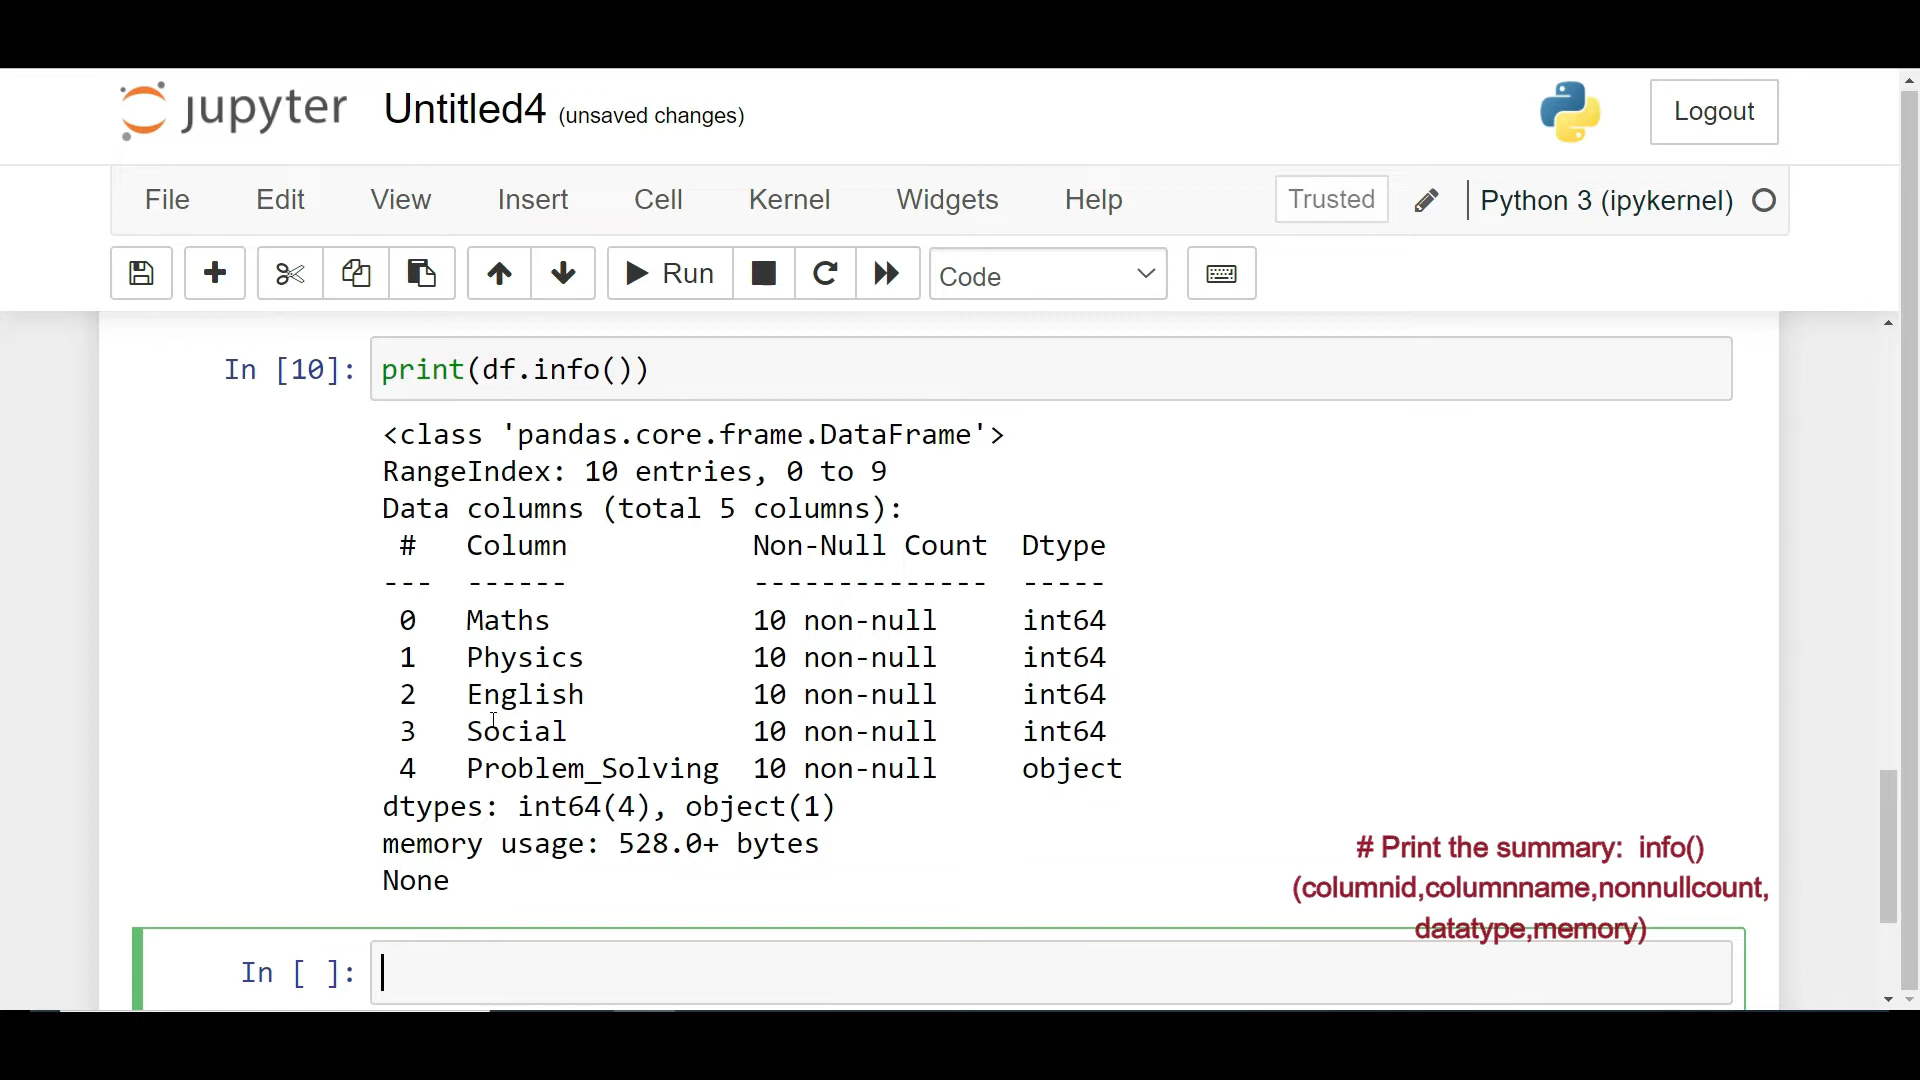 jupyter Untitled4 (unsaved changes) Logout
File Edit View Insert Cell Kernel Widgets Help Trusted Python 3 (ipykernel)
Run Code
In [10]: print(df.info())
<class 'pandas.core.frame.DataFrame'>
RangeIndex: 10 entries, 0 to 9
Data columns (total 5 columns):
# Column Non-Null Count Dtype
--- ------ -------------- -----
0 Maths 10 non-null int64
1 Physics 10 non-null int64
2 English 10 non-null int64
3 Social 10 non-null int64
4 Problem_Solving 10 non-null object
dtypes: int64(4), object(1)
memory usage: 528.0+ bytes
None
# Print the summary: info()
(columnid,columnname,nonnullcount,
datatype,memory)
In [ ]: